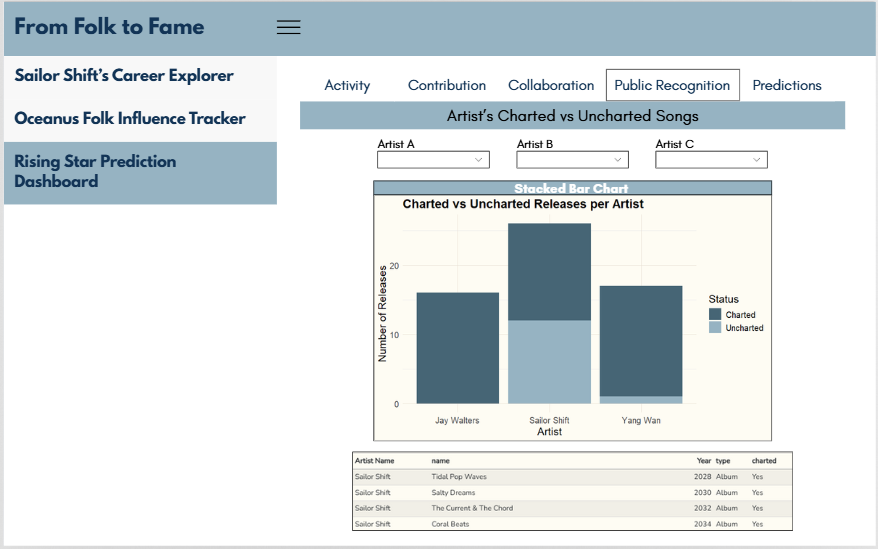 From Folk to Fame
Sailor Shift's Career Explorer
Oceanus Folk Influence Tracker
Rising Star Prediction
Dashboard
Activity Contribution Collaboration Public Recognition Predictions
Artist's Charted vs Uncharted Songs
Artist A Artist B Artist C
Stacked Bar Chart
Charted vs Uncharted Releases per Artist
Number of Releases
20
10
0
Status
Charted
Uncharted
Jay Walters Sailor Shift Yang Wan
Artist
Artist Name name Year type charted
Sailor Shift Tidal Pop Waves 2028 Album Yes
Sailor Shift Salty Dreams 2030 Album Yes
Sailor Shift The Current & The Chord 2032 Album Yes
Sailor Shift Coral Beats 2034 Album Yes